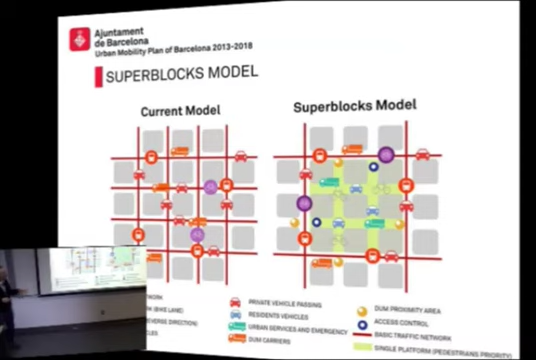 Ajuntament
de Barcelona
Urban Mobility Plan of Barcelona 2013-2018
SUPERBLOCKS MODEL
Current Model
Superblocks Model
PRIVATE VEHICLE PASSING
RESIDENTS VEHICLES
URBAN SERVICES AND EMERGENCY
DUM CARRIERS
DUM PROXIMITY AREA
ACCESS CONTROL
BASIC TRAFFIC NETWORK
SINGLE PLATFORM (PEDESTRIANS PRIORITY)